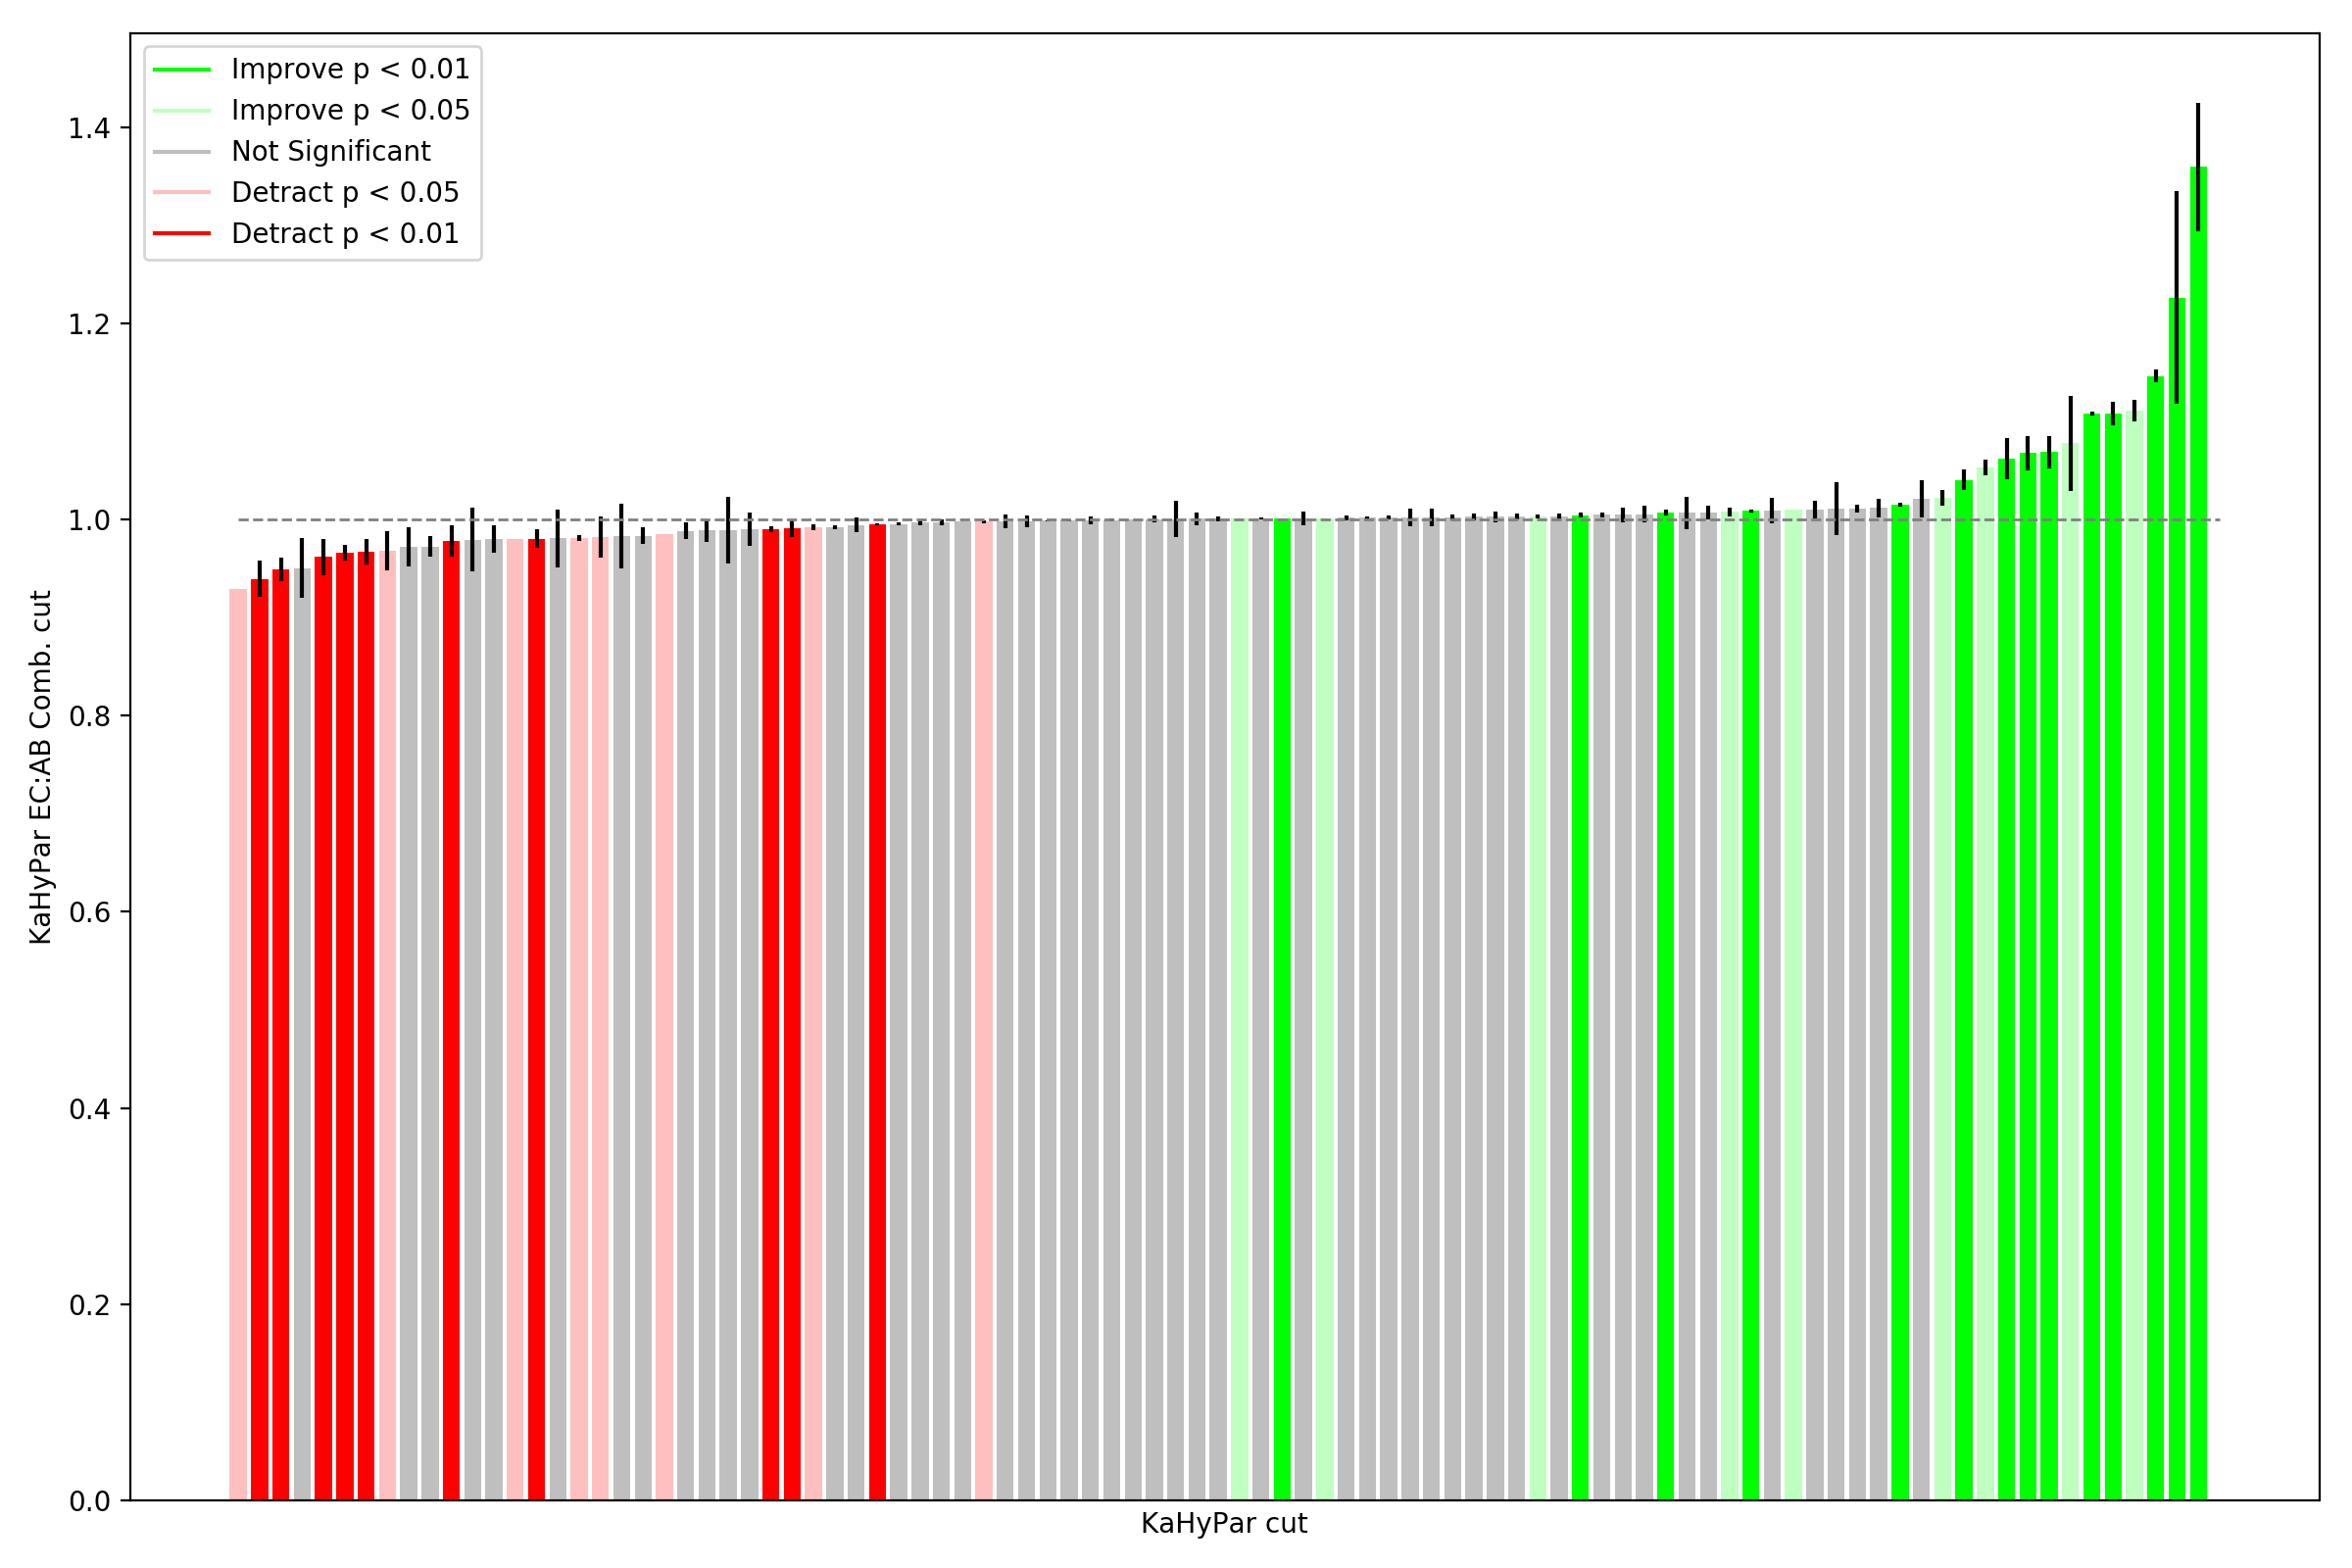 Improve p < 0.01
Improve p < 0.05
Not Significant
Detract p < 0.05
Detract p < 0.01
1.4
1.2
1.0
0.8
0.6
0.4
0.2
0.0
KaHyPar EC:AB Comb. cut
KaHyPar cut